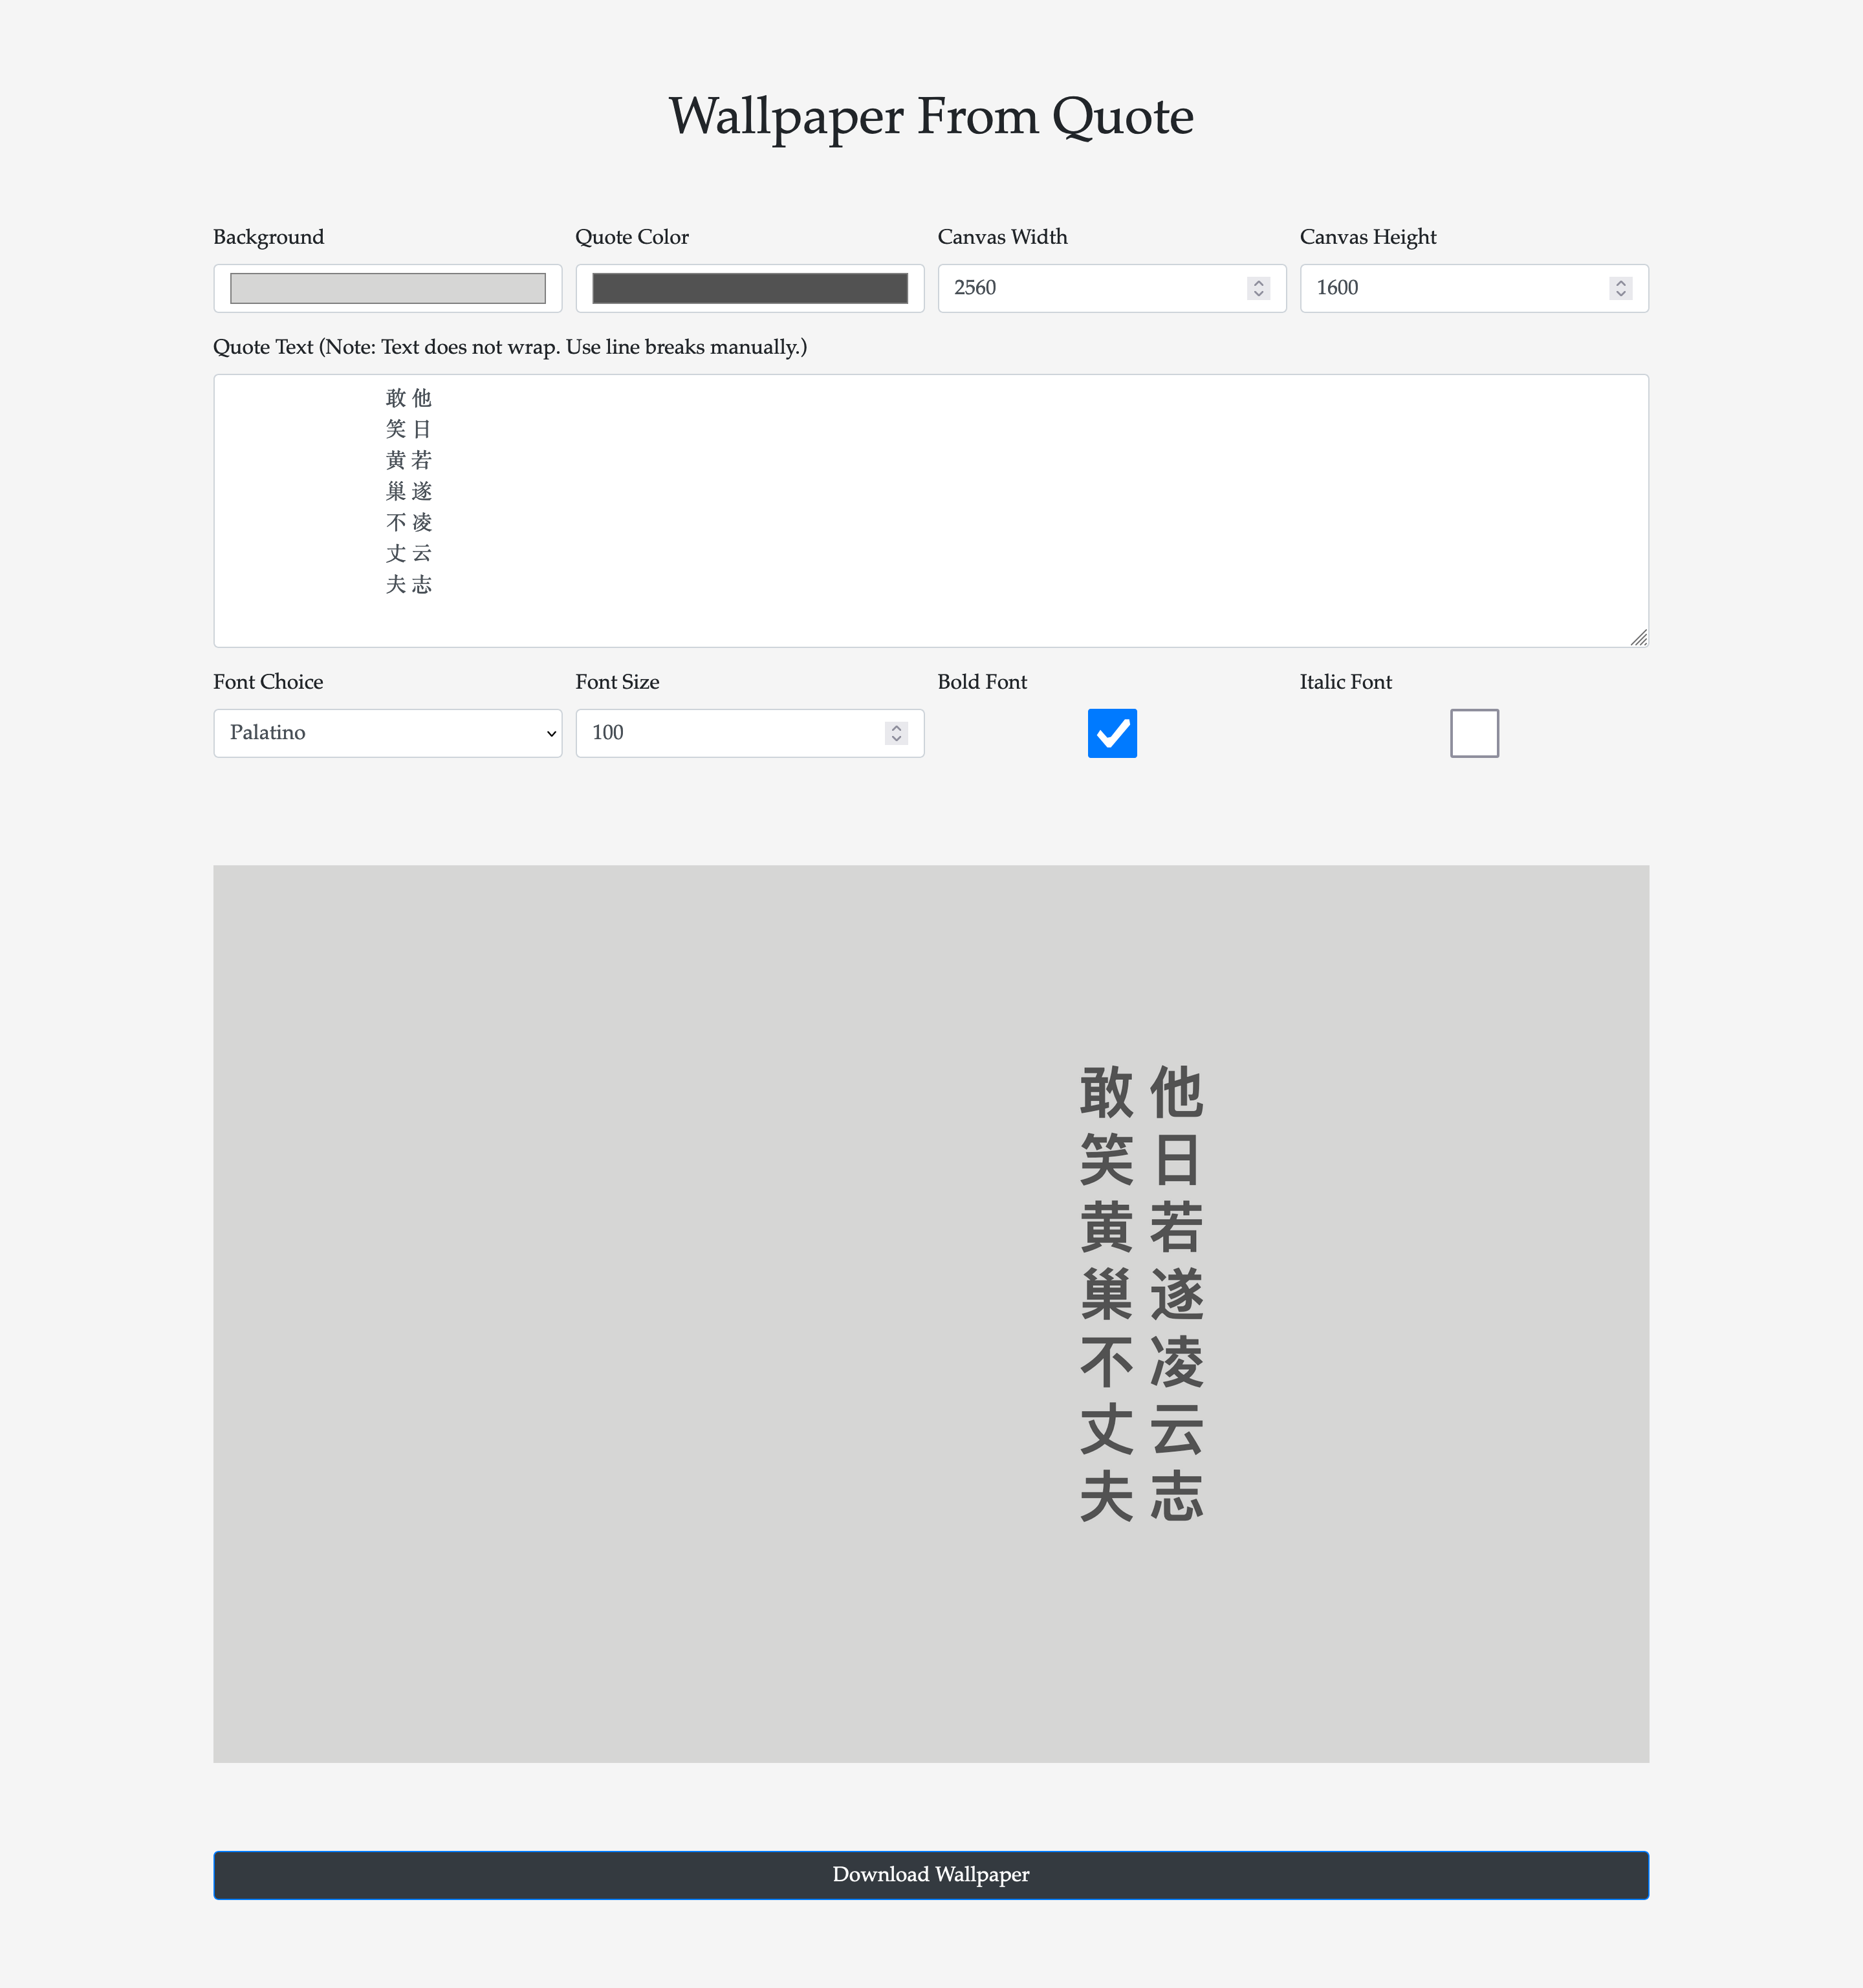 Wallpaper From Quote
Background
Quote Color
Canvas Width
Canvas Height
2560
1600
Quote Text (Note: Text does not wrap. Use line breaks manually.)
敢 他
笑 日
黄 若
巢 遂
不 凌
丈 云
夫 志
Font Choice
Font Size
Bold Font
Italic Font
Palatino
100
他日若遂凌云志
敢笑黄巢不丈夫
Download Wallpaper